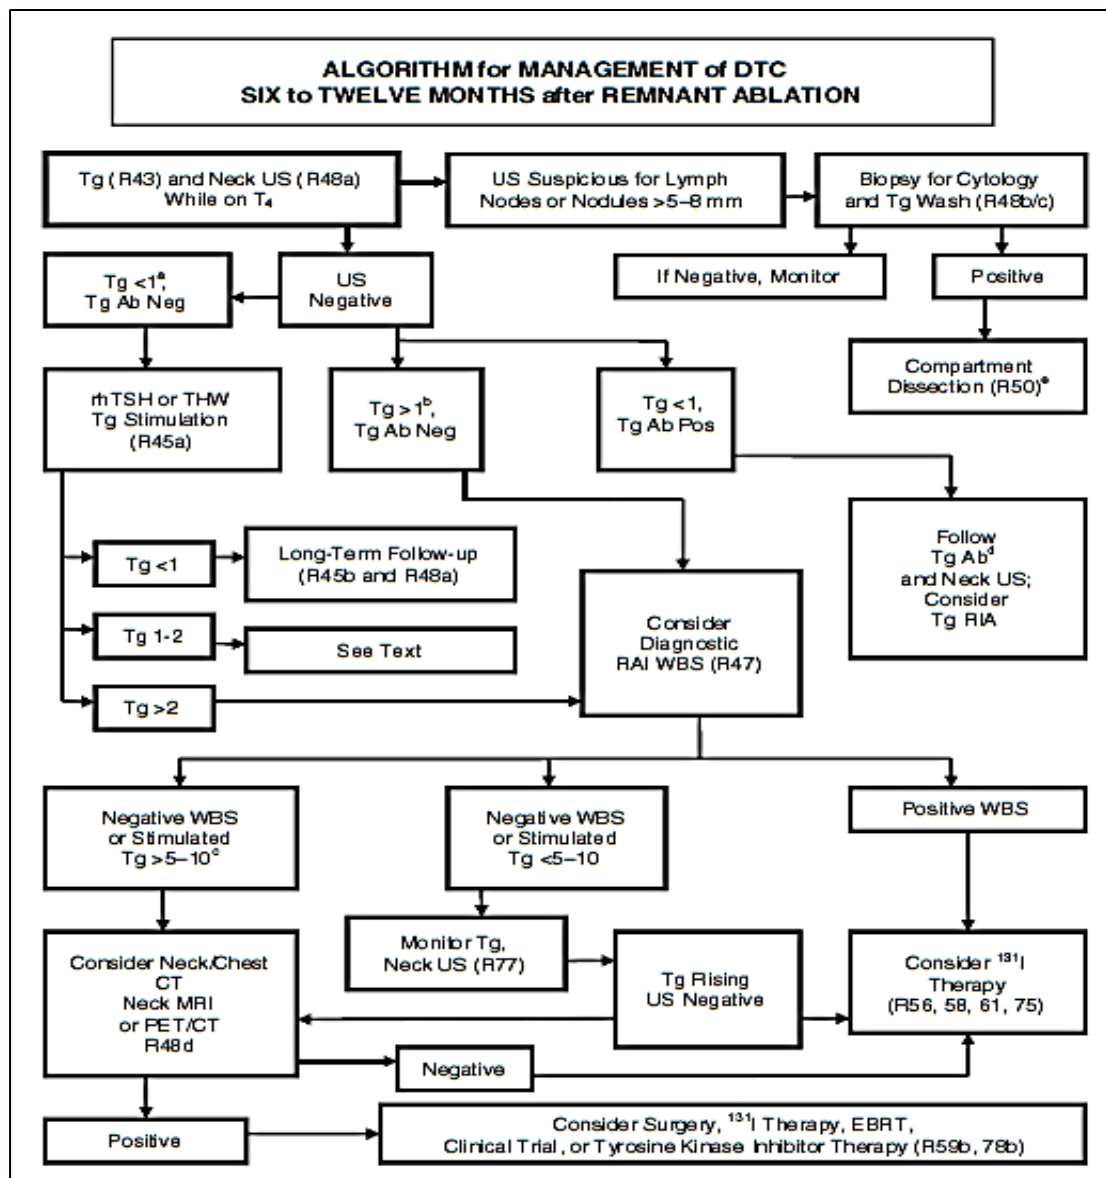 ALGORITHM for MANAGEMENT of DTC
SIX to TWELVE MONTHS after REMNANT ABLATION
Tg (R43) and Neck US (R48a)
While on T₄
US Suspicious for Lymph
Nodes or Nodules >5–8 mm
Biopsy for Cytology
and Tg Wash (R48b/c)
Tg <1ᵃ,
Tg Ab Neg
US
Negative
If Negative, Monitor
Positive
rhTSH or THW
Tg Stimulation
(R45a)
Tg >1ᵇ,
Tg Ab Neg
Tg <1,
Tg Ab Pos
Compartment
Dissection (R50)ᵉ
Tg <1
Long-Term Follow-up
(R45b and R48a)
Tg 1-2
See Text
Tg >2
Consider
Diagnostic
RAI WBS (R47)
Follow
Tg Abᵈ
and Neck US;
Consider
Tg RIA
Negative WBS
or Stimulated
Tg >5–10ᶜ
Negative WBS
or Stimulated
Tg <5–10
Positive WBS
Consider Neck/Chest
CT
Neck MRI
or PET/CT
R48d
Monitor Tg,
Neck US (R77)
Tg Rising
US Negative
Consider ¹³¹I
Therapy
(R56, 58, 61, 75)
Negative
Positive
Consider Surgery, ¹³¹I Therapy, EBRT,
Clinical Trial, or Tyrosine Kinase Inhibitor Therapy (R59b, 78b)